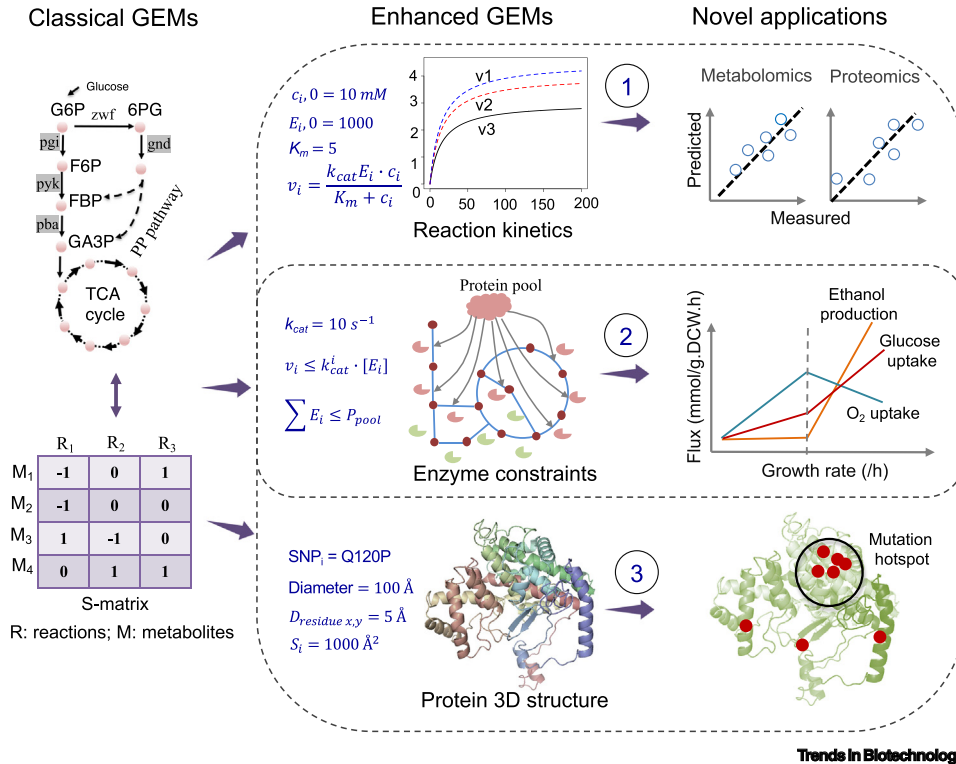 Classical GEMs
Enhanced GEMs
Novel applications
Glucose
G6P
zwf
6PG
pgi
gnd
F6P
pyk
FBP
pba
GA3P
PP pathway
TCA
cycle
R₁ R₂ R₃
M₁ -1 0 1
M₂ -1 0 0
M₃ 1 -1 0
M₄ 0 1 1
S-matrix
R: reactions; M: metabolites
c_i, 0 = 10 mM
E_i, 0 = 1000
K_m = 5
v_i = k_cat E_i · c_i / K_m + c_i
4
3
2
1
0
0 50 100 150 200
v1
v2
v3
Reaction kinetics
1
Metabolomics
Proteomics
Predicted
Measured
k_cat = 10 s⁻¹
v_i ≤ k^i_cat · [E_i]
∑ E_i ≤ P_pool
Protein pool
Enzyme constraints
2
Flux (mmol/g.DCW.h)
Ethanol
production
Glucose
uptake
O₂ uptake
Growth rate (/h)
SNP_i = Q120P
Diameter = 100 Å
D_residue x,y = 5 Å
S_i = 1000 Å²
Protein 3D structure
3
Mutation
hotspot
Trends in Biotechnolog